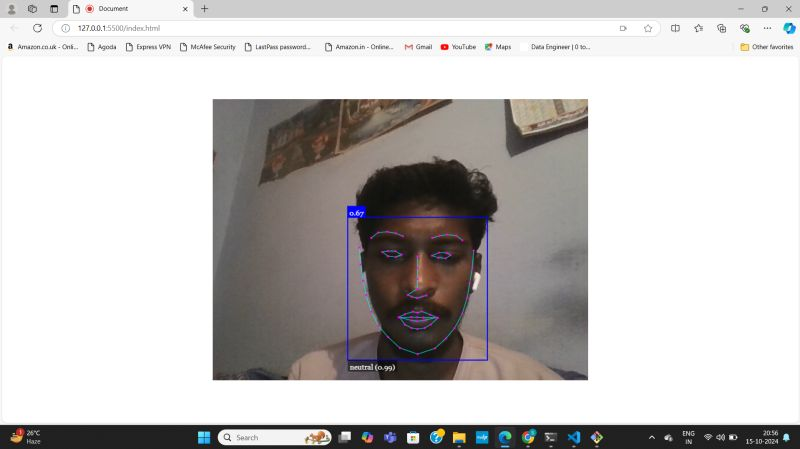 Document
127.0.0.1:5500/index.html
Amazon.co.uk - Onli...
Agoda
Express VPN
McAfee Security
LastPass password...
Amazon.in - Online...
Gmail
YouTube
Maps
Data Engineer | 0 to...
Other favorites
0.67
neutral (0.99)
1
26°C
Haze
Search
ENG
IN
20:56
15-10-2024